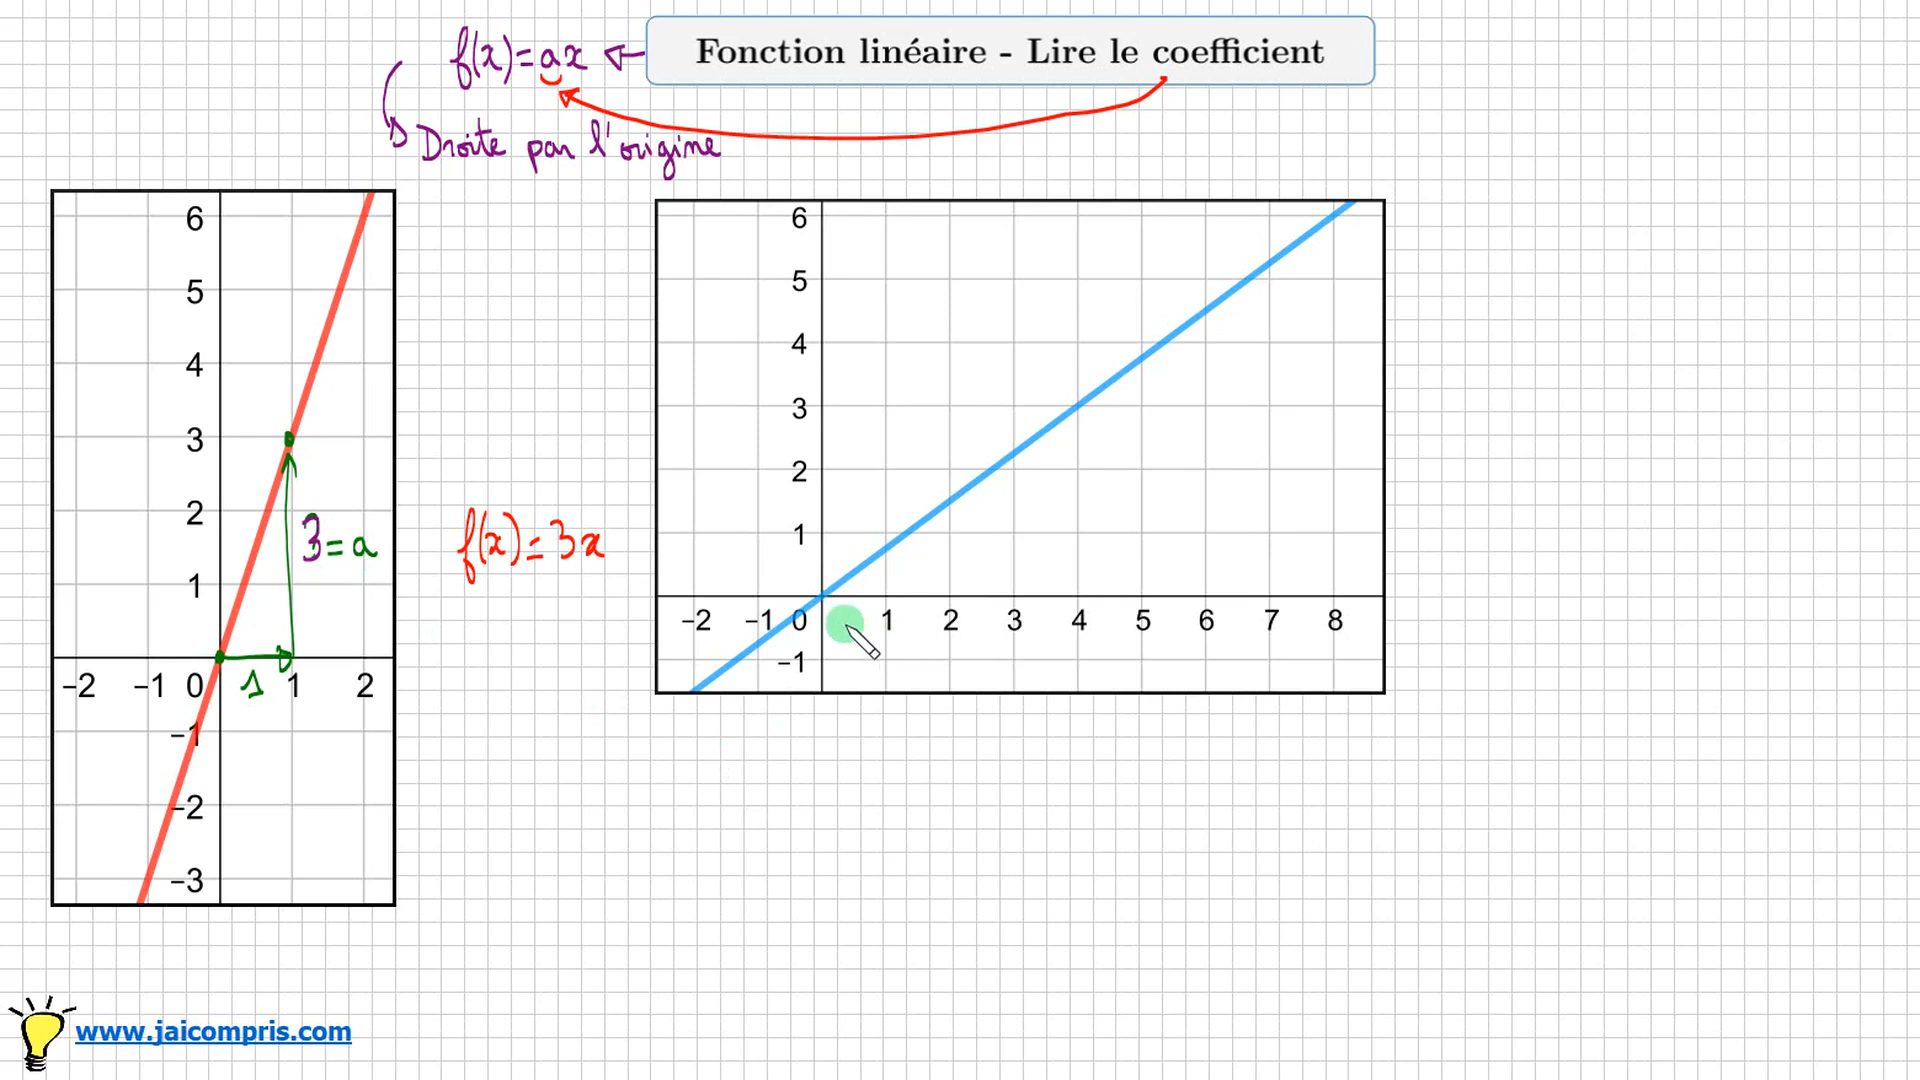 f(x)=ax
Fonction linéaire - Lire le coefficient
Droite par l'origine
6
5
4
3
2
1
-2 -1 0 1 2
-1
-2
-3
1
3=a
f(x)=3x
6
5
4
3
2
1
-2 -1 0 1 2 3 4 5 6 7 8
-1
www.jaicompris.com